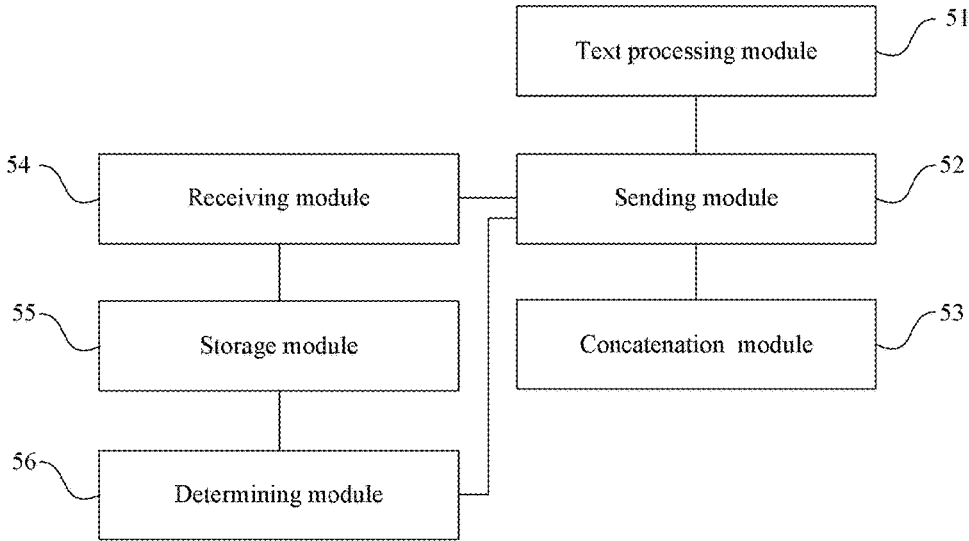 51
Text processing module
54
Receiving module
Sending module
52
55
Storage module
Concatenation module
53
56
Determining module